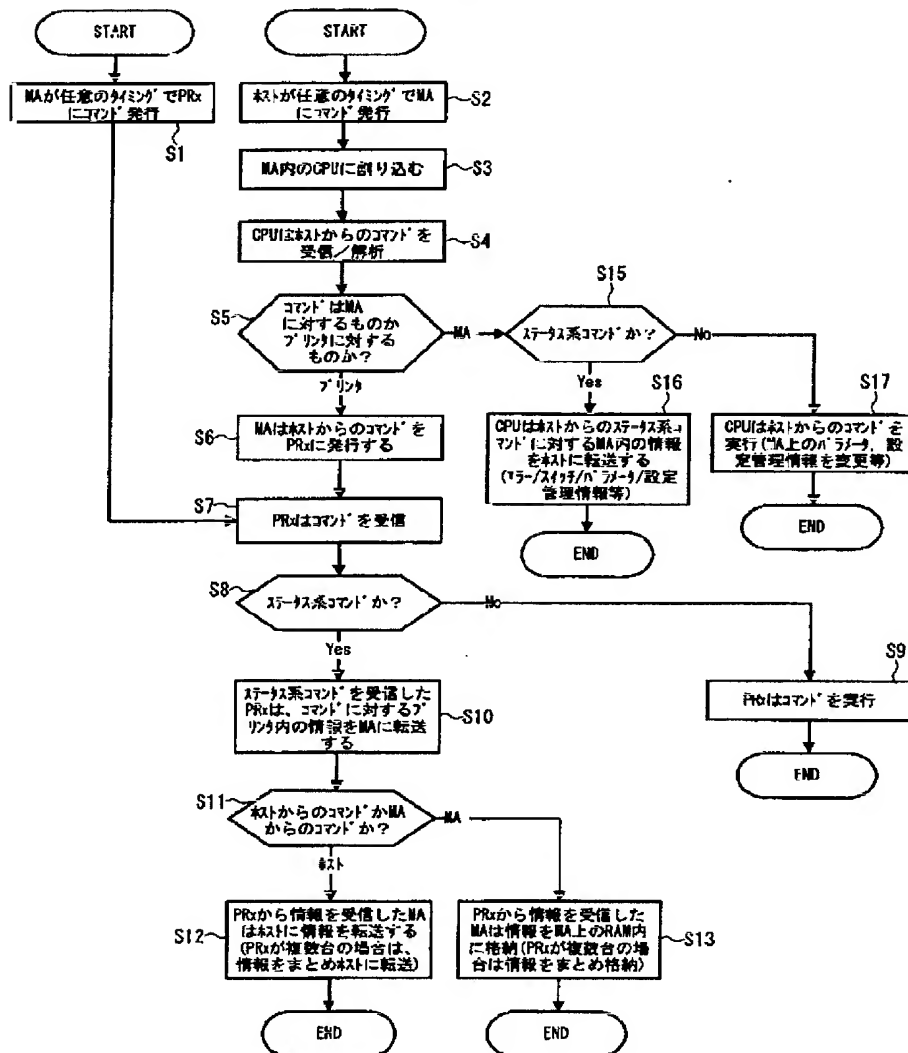 START
START
MAが任意のタイミングでPRx
にコマンド発行
S1
ホストが任意のタイミングでMA
にコマンド発行
S2
MA内のCPUに割り込む
S3
CPUはホストからのコマンドを
受信／解析
S4
S5
コマンドはMA
に対するものか
プリンタに対する
ものか？
MA
プリンタ
S15
ステータス系コマンドか？
No
Yes
S6
MAはホストからのコマンドを
PRxに発行する
S16
CPUはホストからのステータス系コ
マンドに対するMA内の情報
をホストに転送する
(エラー/スイッチ/パラメータ/設定
管理情報等)
S17
CPUはホストからのコマンドを
実行(MA上のパラメータ,設
定管理情報を変更等)
S7
PRxはコマンドを受信
END
END
S8
ステータス系コマンドか？
No
Yes
S9
PRxはコマンドを実行
ステータス系コマンドを受信した
PRxは、コマンドに対するプ
リンタ内の情報をMAに転送
する
S10
END
S11
ホストからのコマンドかMA
からのコマンドか？
MA
ホスト
S12
PRxから情報を受信したMA
はホストに情報を転送する
(PRxが複数台の場合は、
情報をまとめホストに転送)
PRxから情報を受信した
MAは情報をMA上のRAM内
に格納(PRxが複数台の場
合は情報をまとめ格納)
S13
END
END